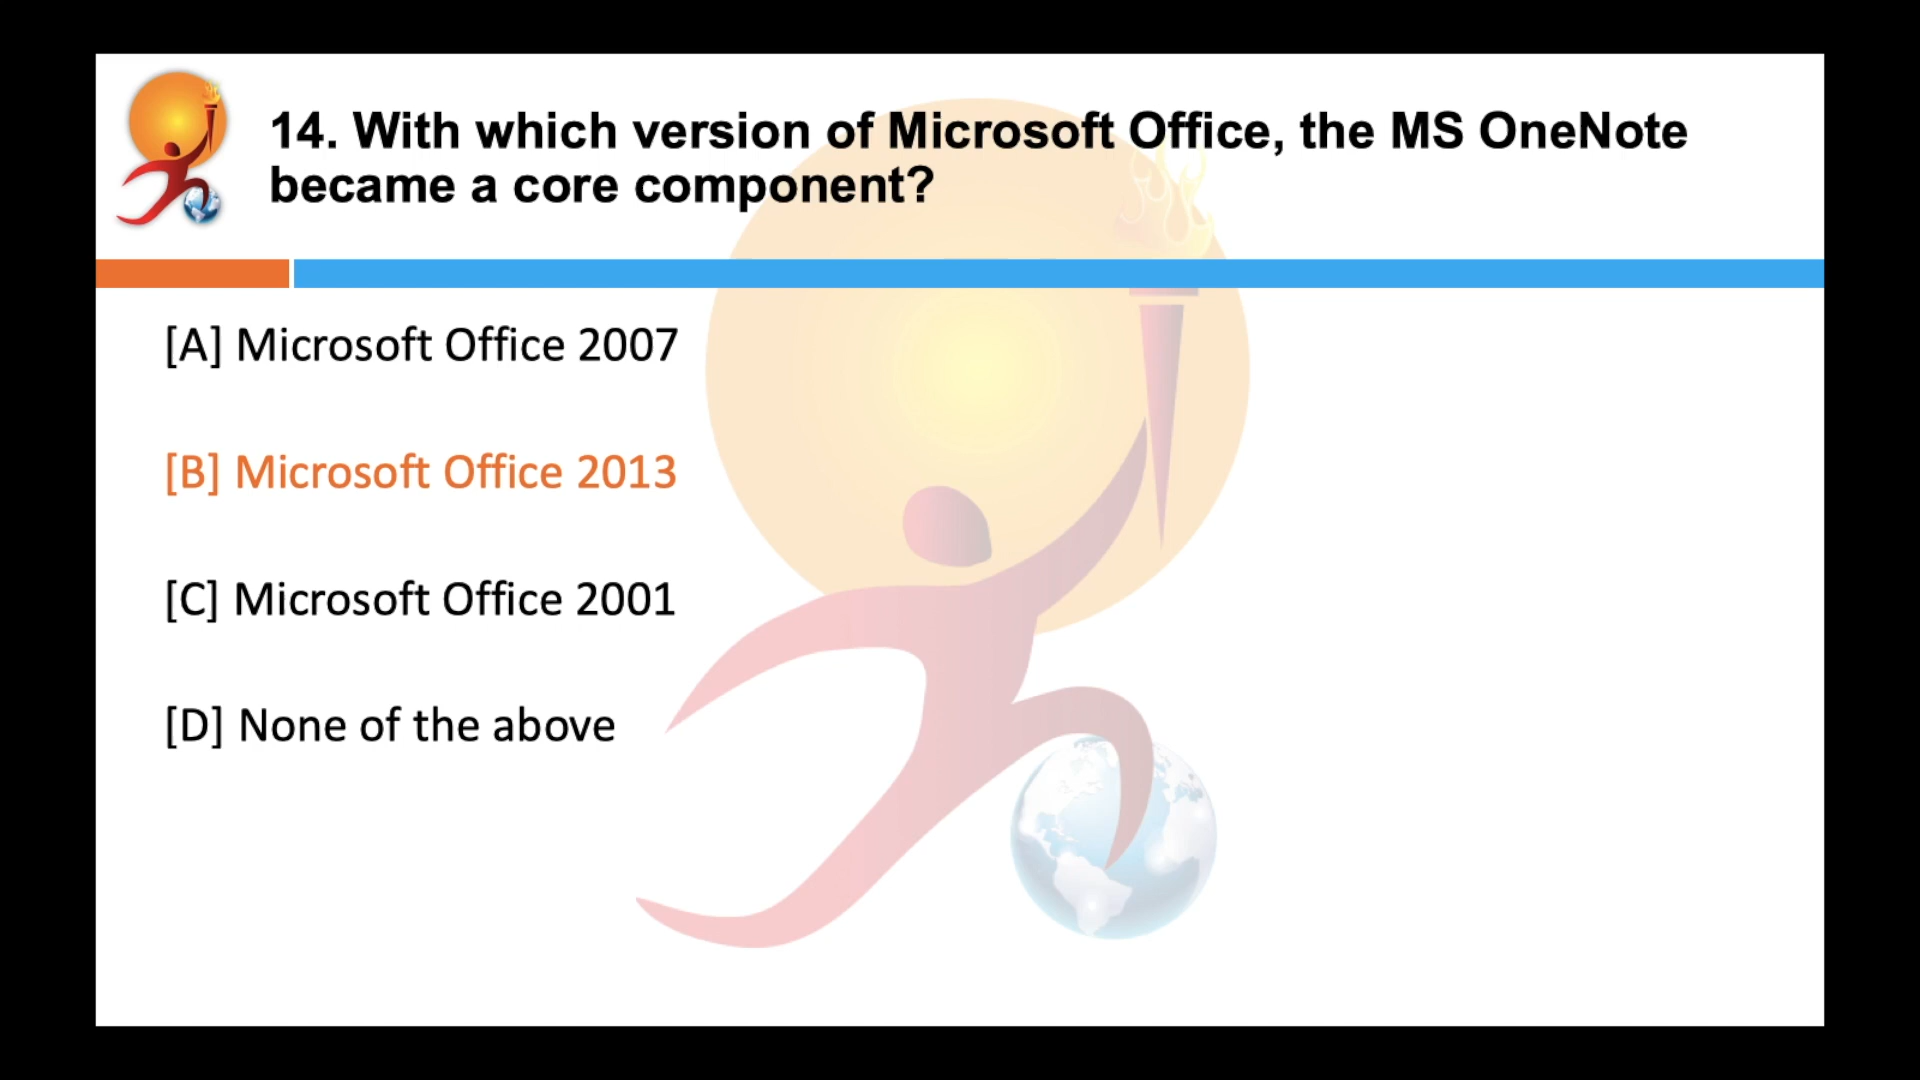 14. With which version of Microsoft Office, the MS OneNote
became a core component?
[A] Microsoft Office 2007
[B] Microsoft Office 2013
[C] Microsoft Office 2001
[D] None of the above